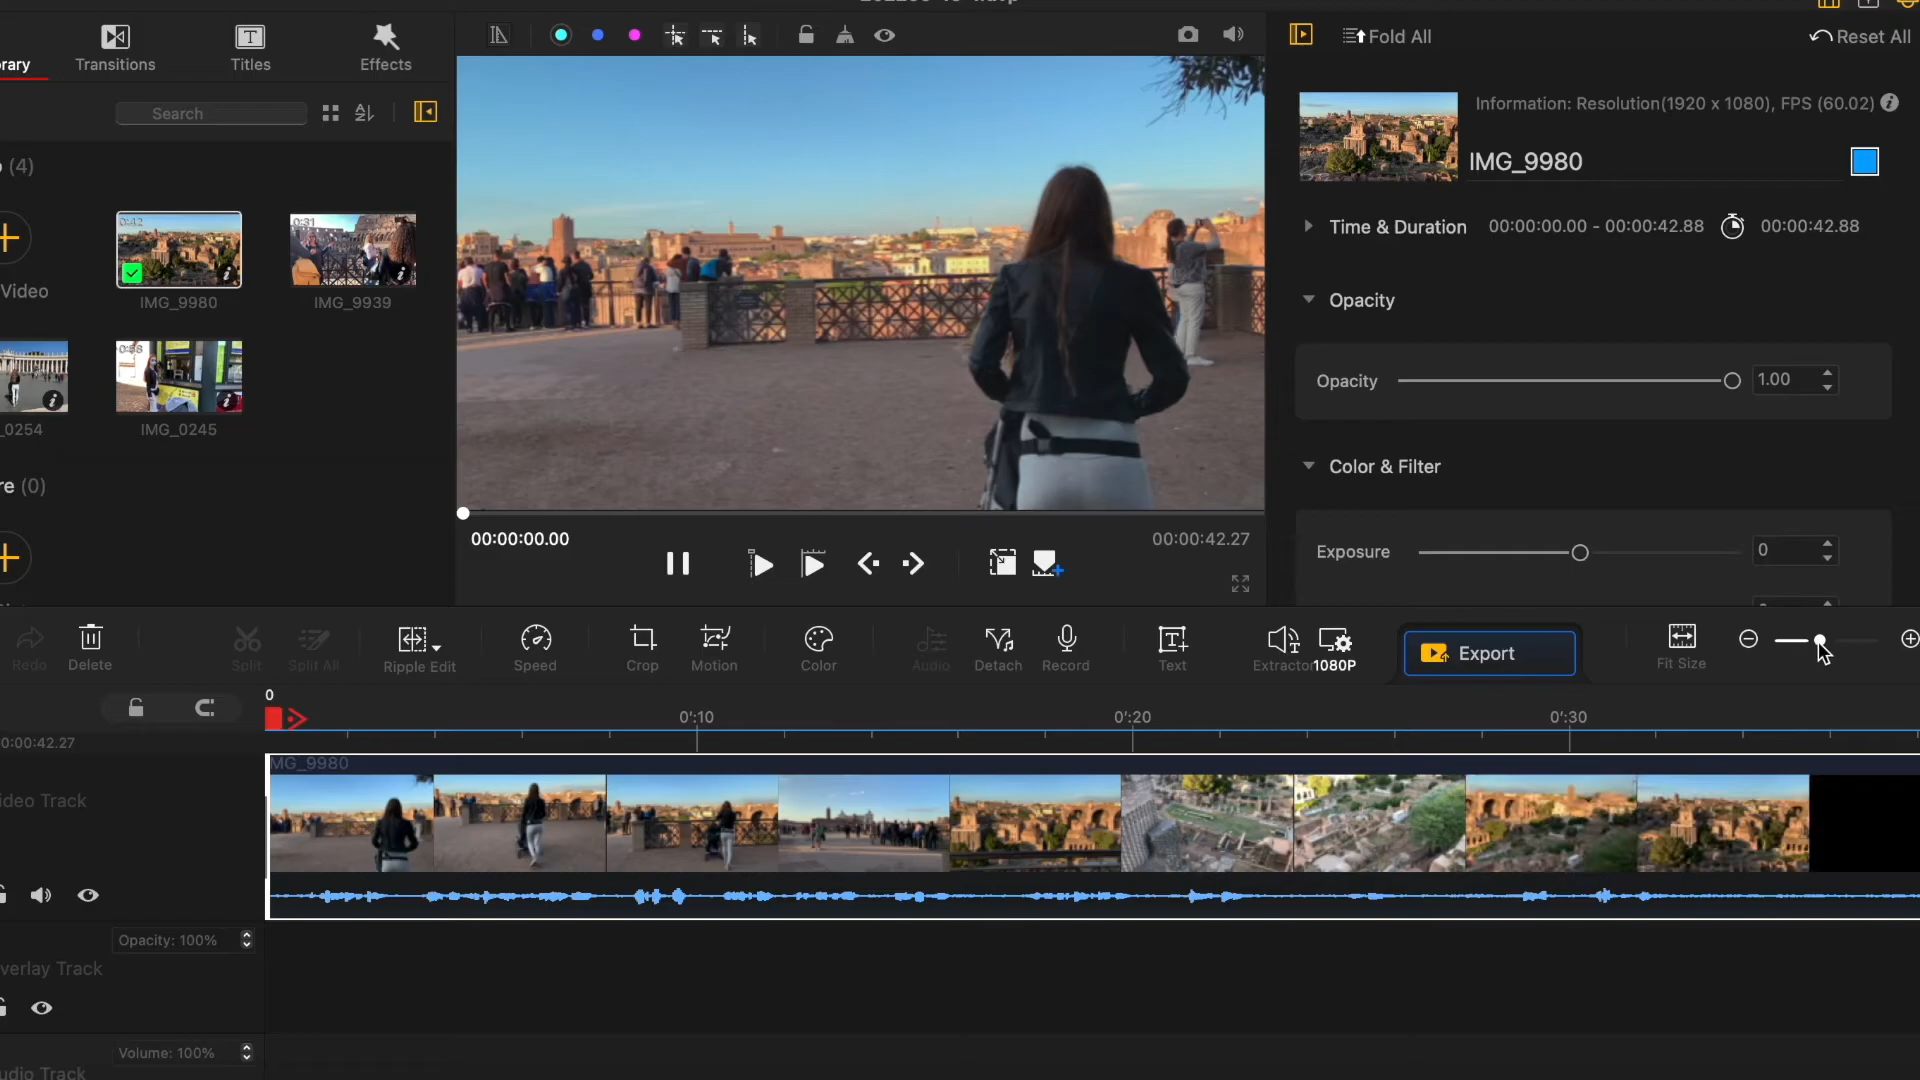 Transitions
Titles
Effects
Search
Fold All
Reset All
Information: Resolution(1920 x 1080), FPS (60.02)
IMG_9980
(4)
0:42
0:31
Video
IMG_9980
IMG_9939
_0254
IMG_0245
(0)
Time & Duration 00:00:00.00 - 00:00:42.88 00:00:42.88
Opacity
Opacity 1.00
Color & Filter
Exposure 0
00:00:00.00
00:00:42.27
Redo
Delete
Split
Split All
Ripple Edit
Speed
Crop
Motion
Color
Audio
Detach
Record
Text
Extractor
1080P
Export
Fit Size
0
0':10
0':20
0':30
0:00:42.27
MG_9980
ideo Track
Opacity: 100%
verlay Track
Volume: 100%
udio Track